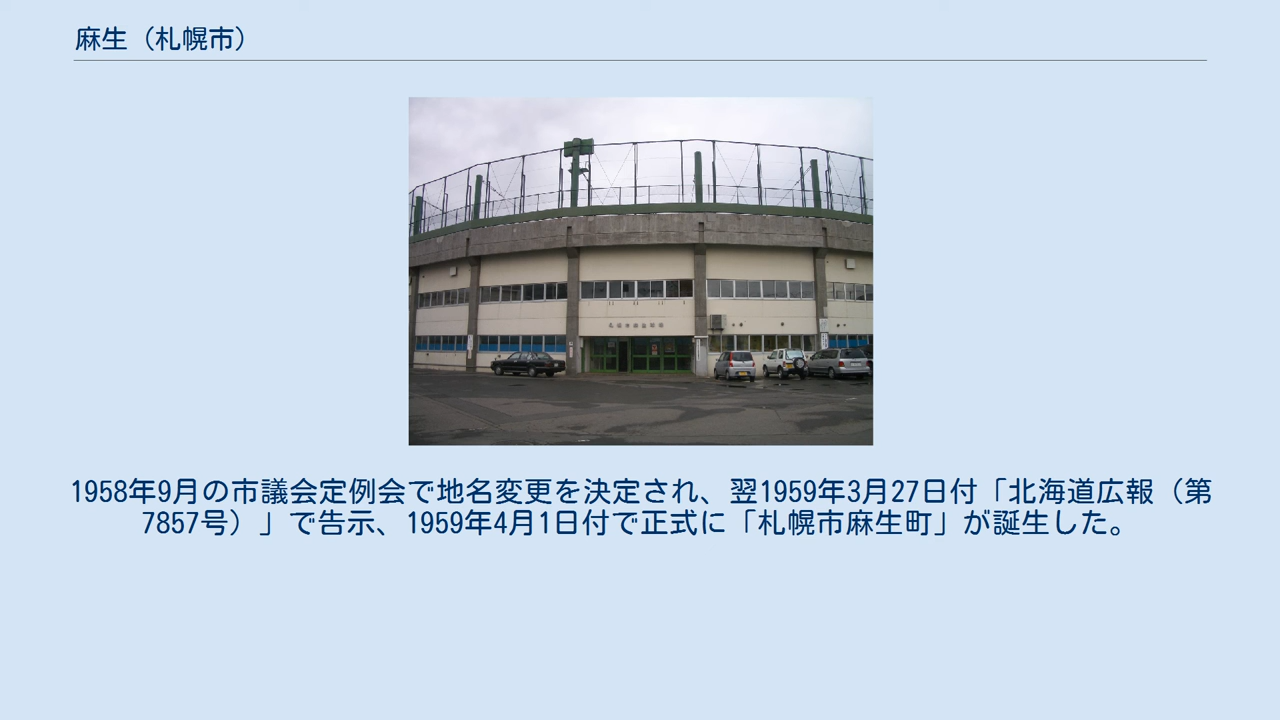 麻生（札幌市）
1958年9月の市議会定例会で地名変更を決定され、翌1959年3月27日付「北海道広報（第
7857号）」で告示、1959年4月1日付で正式に「札幌市麻生町」が誕生した。